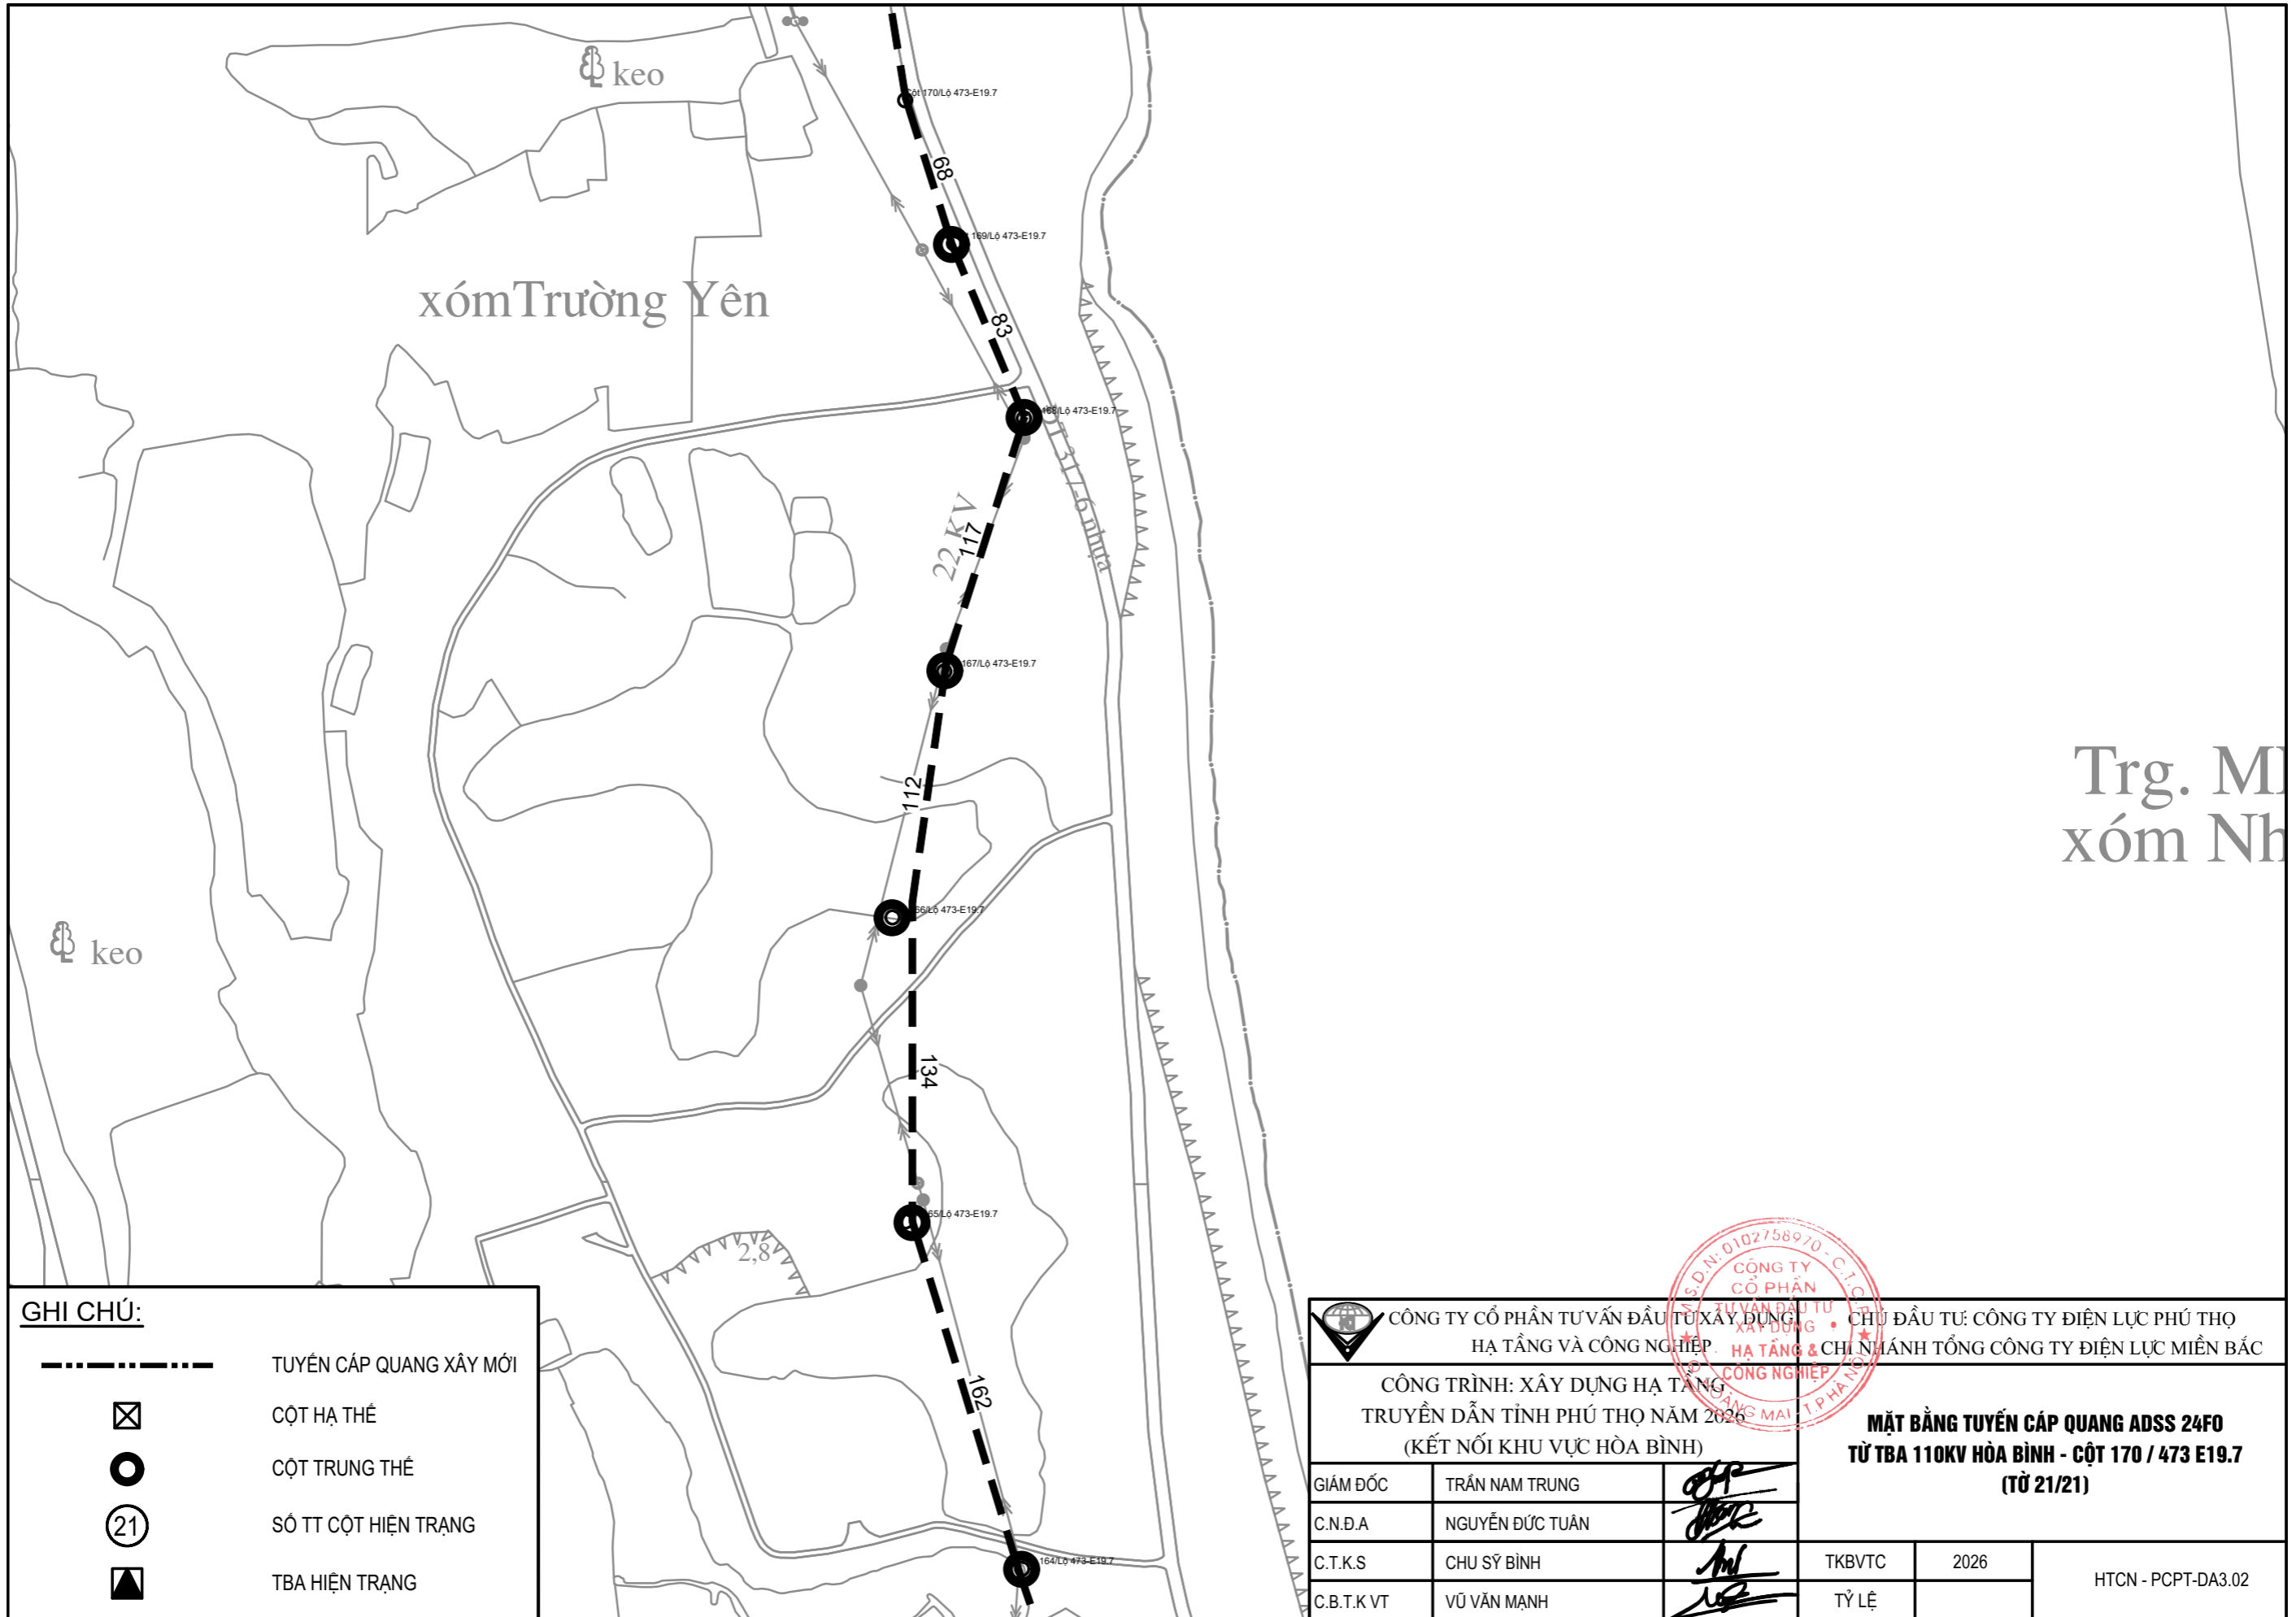 keo
Cột 170/Lộ 473-E19.7
68
169/Lộ 473-E19.7
xómTrường Yên
83
168/Lộ 473-E19.7
ĐT 317-6 nhựa
22 KV
117
167/Lộ 473-E19.7
Trg. M
xóm Nh
112
66/Lộ 473-E19.7
keo
134
65/Lộ 473-E19.7
2,8
162
164/Lộ 473-E19.7
GHI CHÚ:
TUYẾN CÁP QUANG XÂY MỚI
CỘT HẠ THẾ
CỘT TRUNG THẾ
21
SỐ TT CỘT HIỆN TRẠNG
TBA HIỆN TRẠNG
CÔNG TY CỔ PHẦN TƯ VẤN ĐẦU TƯ XÂY DỰNG
HẠ TẦNG VÀ CÔNG NGHIỆP
CHỦ ĐẦU TƯ: CÔNG TY ĐIỆN LỰC PHÚ THỌ
CHI NHÁNH TỔNG CÔNG TY ĐIỆN LỰC MIỀN BẮC
M.S.D.N: 0102758970 - C.T.C.P
CÔNG TY
CỔ PHẦN
TƯ VẤN ĐẦU TƯ
XÂY DỰNG
HẠ TẦNG &
CÔNG NGHIỆP
HOÀNG MAI - T.P HÀ NỘI
CÔNG TRÌNH: XÂY DỰNG HẠ TẦNG
TRUYỀN DẪN TỈNH PHÚ THỌ NĂM 2026
(KẾT NỐI KHU VỰC HÒA BÌNH)
MẶT BẰNG TUYẾN CÁP QUANG ADSS 24FO
TỪ TBA 110KV HÒA BÌNH - CỘT 170 / 473 E19.7
(TỜ 21/21)
GIÁM ĐỐC TRẦN NAM TRUNG
C.N.Đ.A NGUYỄN ĐỨC TUÂN
C.T.K.S CHU SỸ BÌNH
TKBVTC 2026
HTCN - PCPT-DA3.02
C.B.T.K VT VŨ VĂN MẠNH
TỶ LỆ